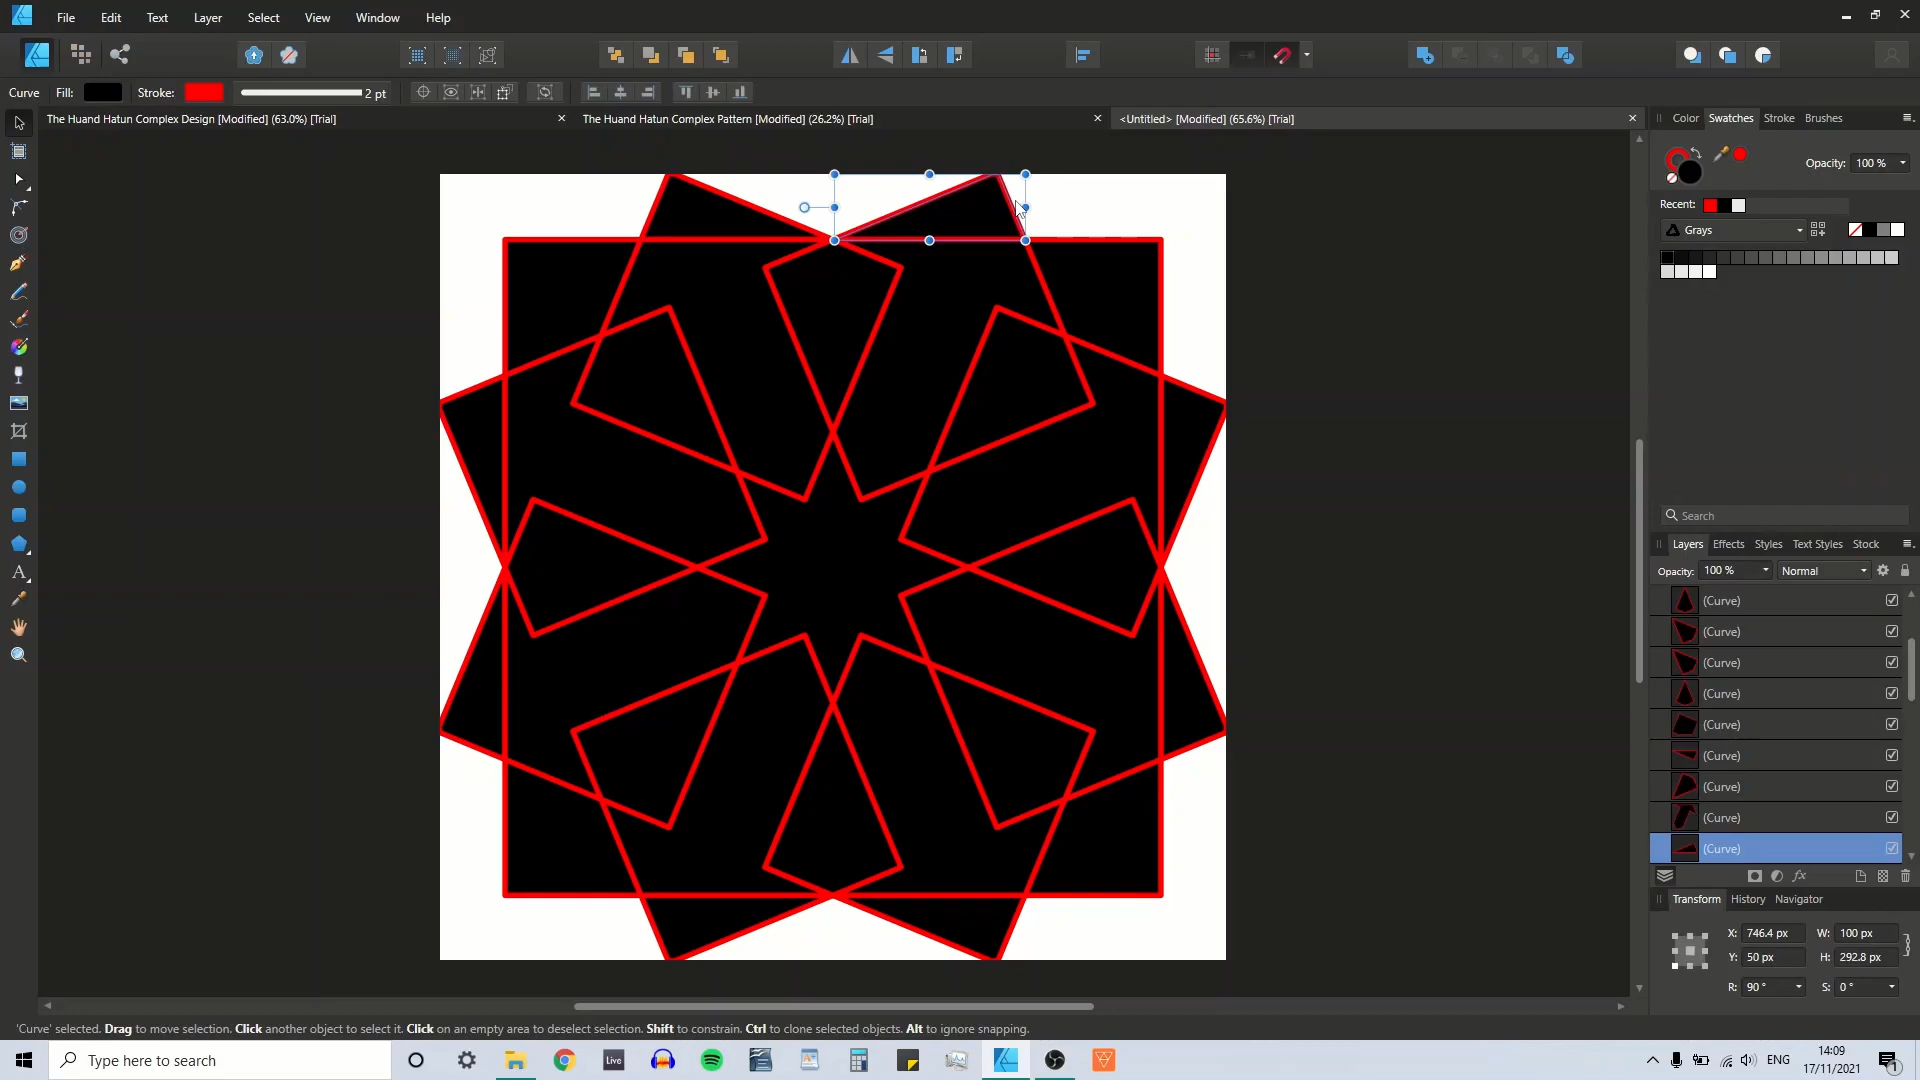 File Edit Text Layer Select View Window Help
Curve Fill: Stroke: 2 pt
The Huand Hatun Complex Design [Modified] (63.0%) [Trial]
The Huand Hatun Complex Pattern [Modified] (26.2%) [Trial]
<Untitled> [Modified] (65.6%) [Trial]
Color Swatches Stroke Brushes
Opacity: 100 %
Recent:
Grays
Search
Layers Effects Styles Text Styles Stock
Opacity: 100 % Normal
(Curve)
(Curve)
(Curve)
(Curve)
(Curve)
(Curve)
(Curve)
(Curve)
(Curve)
fx
Transform History Navigator
X: 746.4 px W: 100 px
Y: 50 px H: 292.8 px
R: 90 ° S: 0 °
'Curve' selected. Drag to move selection. Click another object to select it. Click on an empty area to deselect selection. Shift to constrain. Ctrl to clone selected objects. Alt to ignore snapping.
Type here to search
Live
ENG
14:09
17/11/2021
1